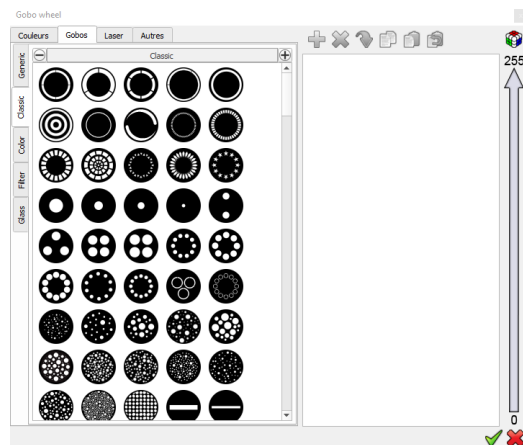 Gobo wheel
Couleurs Gobos Laser Autres
Classic
255
Generic
Classic
Color
Filter
Glass
0